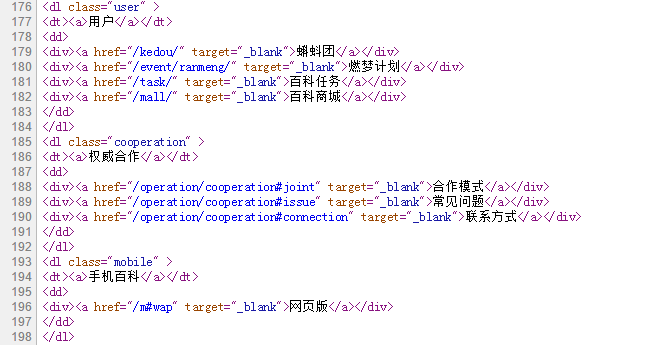 176 <dl class="user" >
177 <dt><a>用户</a></dt>
178 <dd>
179 <div><a href="/kedou/" target="_blank">蝌蚪团</a></div>
180 <div><a href="/event/ranmeng/" target="_blank">燃梦计划</a></div>
181 <div><a href="/task/" target="_blank">百科任务</a></div>
182 <div><a href="/mall/" target="_blank">百科商城</a></div>
183 </dd>
184 </dl>
185 <dl class="cooperation" >
186 <dt><a>权威合作</a></dt>
187 <dd>
188 <div><a href="/operation/cooperation#joint" target="_blank">合作模式</a></div>
189 <div><a href="/operation/cooperation#issue" target="_blank">常见问题</a></div>
190 <div><a href="/operation/cooperation#connection" target="_blank">联系方式</a></div>
191 </dd>
192 </dl>
193 <dl class="mobile" >
194 <dt><a>手机百科</a></dt>
195 <dd>
196 <div><a href="/m#wap" target="_blank">网页版</a></div>
197 </dd>
198 </dl>